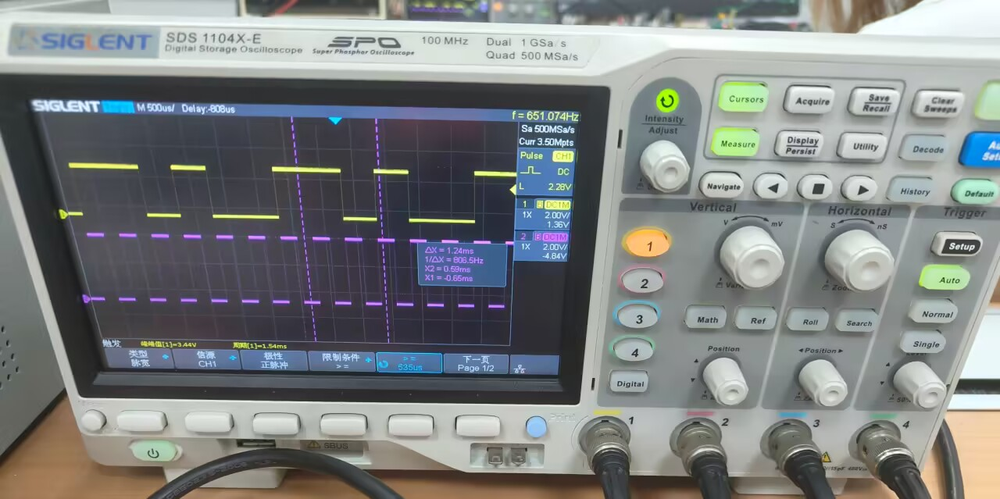 SIGLENT
SDS 1104X-E
Digital Storage Oscilloscope
SPO
Super Phosphor Oscilloscope
100 MHz
Dual 1 GSa/s
Quad 500 MSa/s
SIGLENT
M 500us/ Delay:-808us
f = 651.074Hz
Sa 500MSa/s
Curr 3.50Mpts
Pulse CH1
DC
L 2.28V
1 B DC1M
1X 2.00V/
1.36V
2 B DC1M
1X 2.00V/
-4.84V
ΔX = 1.24ms
1/ΔX = 806.5Hz
X2 = 0.59ms
X1 = -0.65ms
触发
峰峰值[1]=3.44V
周期[1]=1.54ms
类型
脉宽
信源
CH1
极性
正脉冲
限制条件
>=
>=
535us
下一页
Page 1/2
Intensity
Adjust
Cursors
Acquire
Save
Recall
Clear
Sweeps
Measure
Display
Persist
Utility
Decode
Navigate
History
Default
Vertical
Horizontal
Trigger
V
mV
S
nS
1
2
3
4
Setup
Auto
Normal
Single
Math
Ref
Roll
Search
Digital
Position
Position
Level
Print
SBUS
1
2
3
4